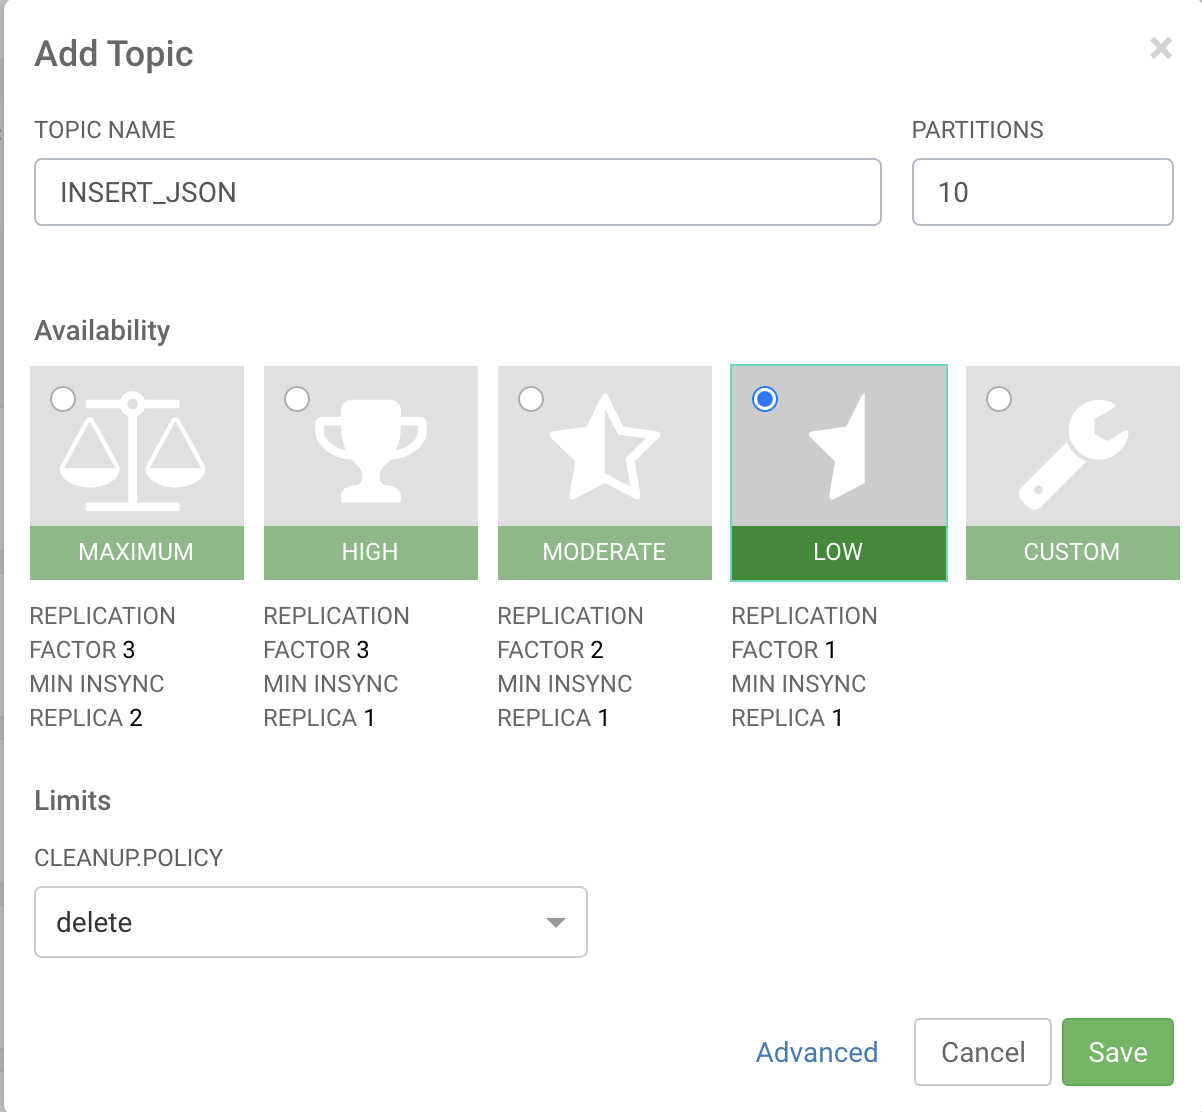 Add Topic
TOPIC NAME
PARTITIONS
INSERT_JSON
10
Availability
MAXIMUM
HIGH
MODERATE
LOW
CUSTOM
REPLICATION
FACTOR 3
MIN INSYNC
REPLICA 2
REPLICATION
FACTOR 3
MIN INSYNC
REPLICA 1
REPLICATION
FACTOR 2
MIN INSYNC
REPLICA 1
REPLICATION
FACTOR 1
MIN INSYNC
REPLICA 1
Limits
CLEANUP.POLICY
delete
Advanced
Cancel
Save